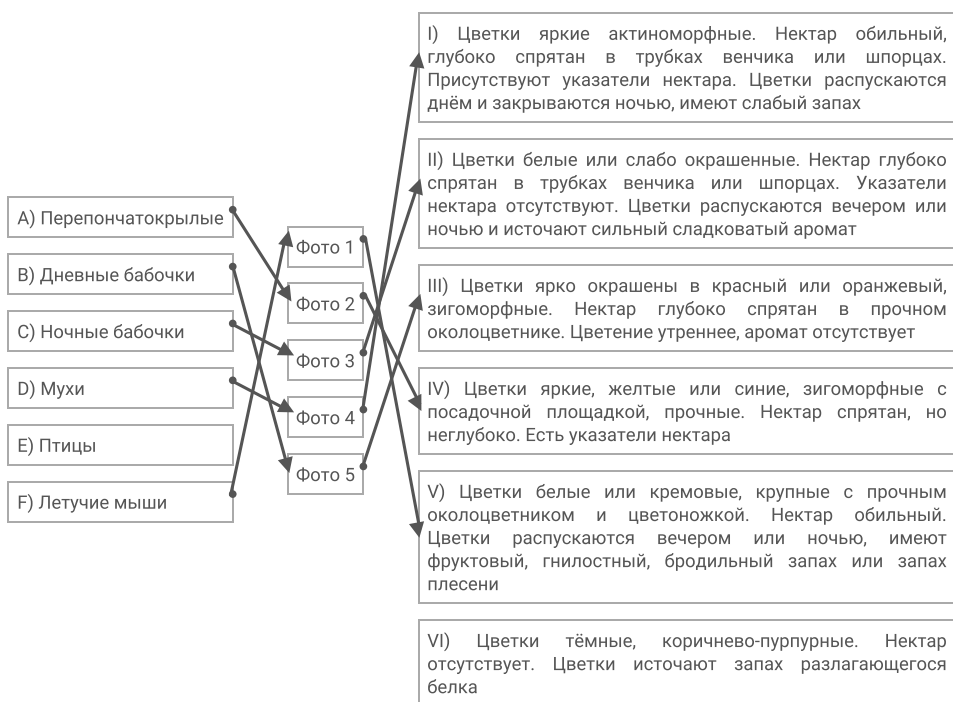 A) Перепончатокрылые
B) Дневные бабочки
C) Ночные бабочки
D) Мухи
E) Птицы
F) Летучие мыши
Фото 1
Фото 2
Фото 3
Фото 4
Фото 5
I) Цветки яркие актиноморфные. Нектар обильный,
глубоко спрятан в трубках венчика или шпорцах.
Присутствуют указатели нектара. Цветки распускаются
днём и закрываются ночью, имеют слабый запах
II) Цветки белые или слабо окрашенные. Нектар глубоко
спрятан в трубках венчика или шпорцах. Указатели
нектара отсутствуют. Цветки распускаются вечером или
ночью и источают сильный сладковатый аромат
III) Цветки ярко окрашены в красный или оранжевый,
зигоморфные. Нектар глубоко спрятан в прочном
околоцветнике. Цветение утреннее, аромат отсутствует
IV) Цветки яркие, желтые или синие, зигоморфные с
посадочной площадкой, прочные. Нектар спрятан, но
неглубоко. Есть указатели нектара
V) Цветки белые или кремовые, крупные с прочным
околоцветником и цветоножкой. Нектар обильный.
Цветки распускаются вечером или ночью, имеют
фруктовый, гнилостный, бродильный запах или запах
плесени
VI) Цветки тёмные, коричнево-пурпурные. Нектар
отсутствует. Цветки источают запах разлагающегося
белка